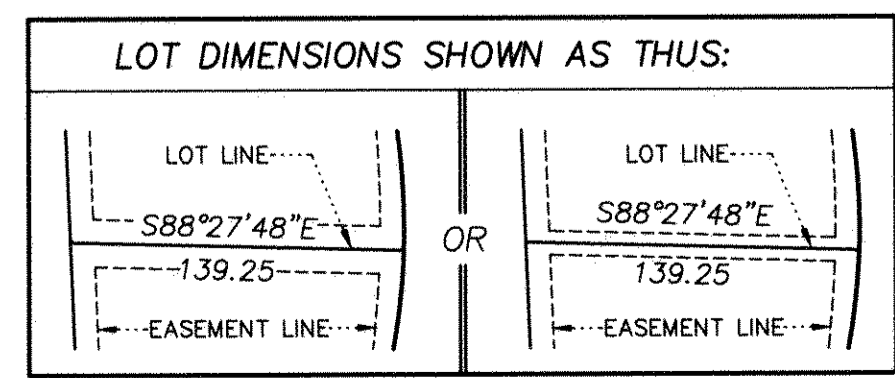 LOT DIMENSIONS SHOWN AS THUS:
LOT LINE
S88°27'48"E
139.25
EASEMENT LINE
OR
LOT LINE
S88°27'48"E
139.25
EASEMENT LINE